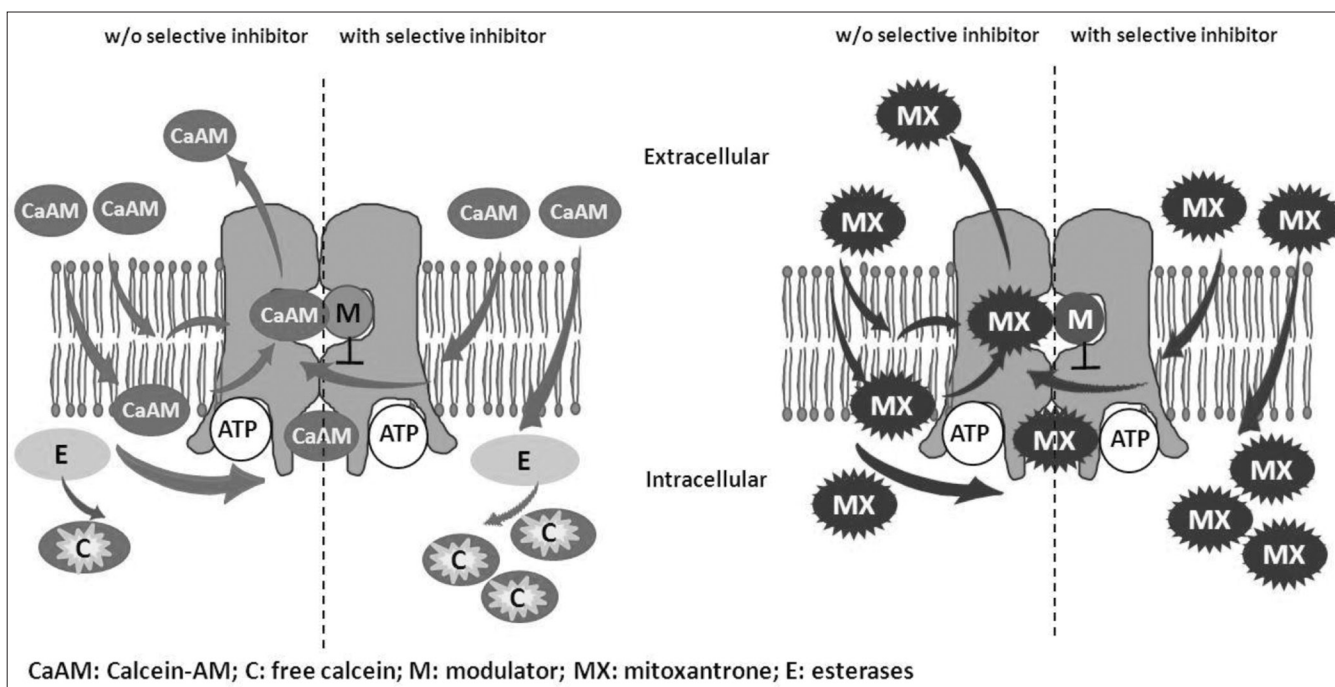 w/o selective inhibitor with selective inhibitor
w/o selective inhibitor with selective inhibitor
CaAM
CaAM CaAM
CaAM CaAM
CaAM M
CaAM
ATP CaAM ATP
E
E
C
C
C
C
Extracellular
Intracellular
MX
MX
MX MX
MX M
MX
ATP MX ATP
MX
MX
MX
MX
CaAM: Calcein-AM; C: free calcein; M: modulator; MX: mitoxantrone; E: esterases